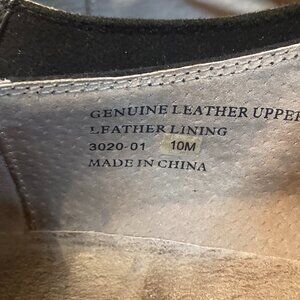 GENUINE LEATHER UPPER
LEATHER LINING
3020-01 10M
MADE IN CHINA